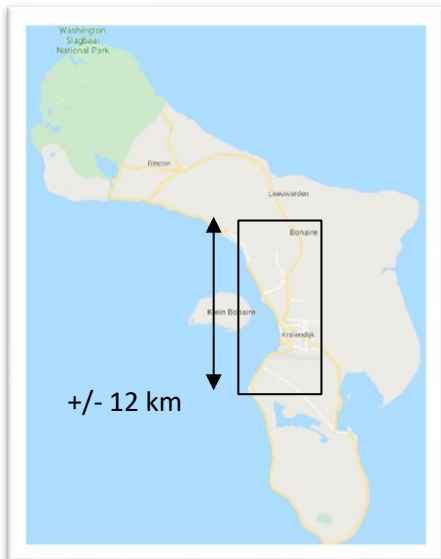 Washington
Slagbaai
National Park
Rincon
Leeuwarden
Bonaire
Klein Bonaire
Kralendijk
+/- 12 km